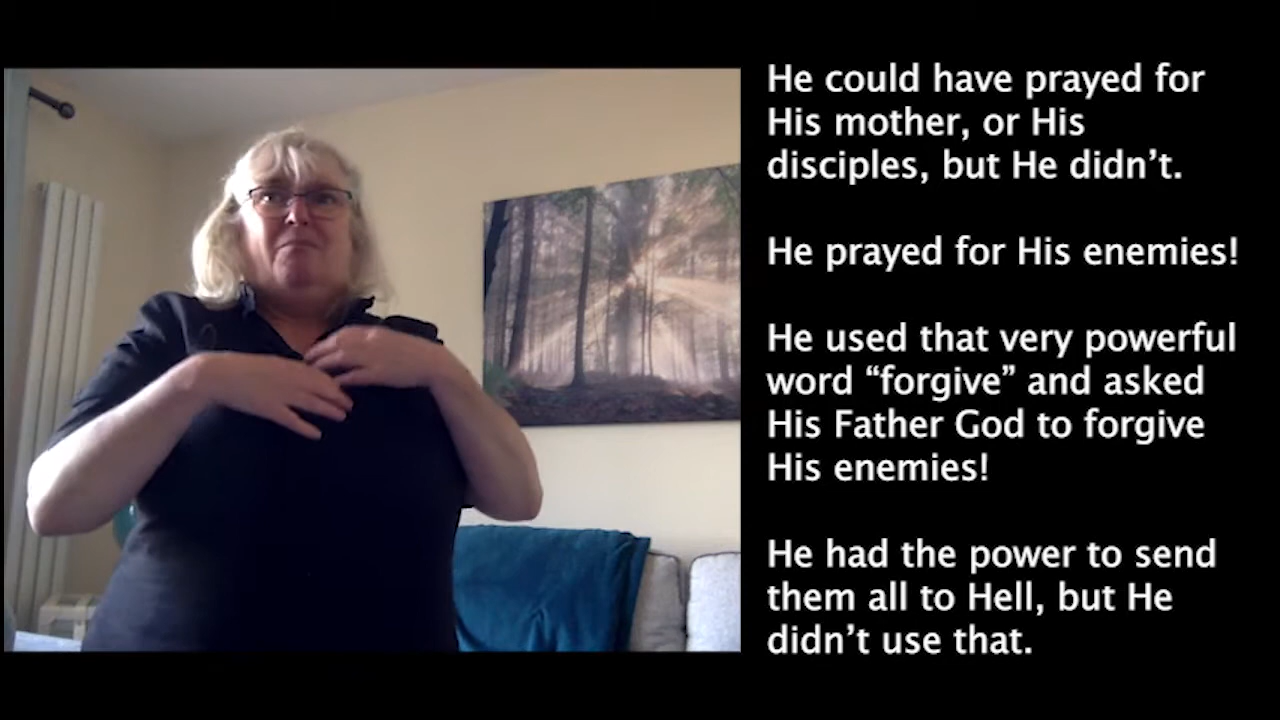 He could have prayed for
His mother, or His
disciples, but He didn’t.
He prayed for His enemies!
He used that very powerful
word “forgive” and asked
His Father God to forgive
His enemies!
He had the power to send
them all to Hell, but He
didn’t use that.